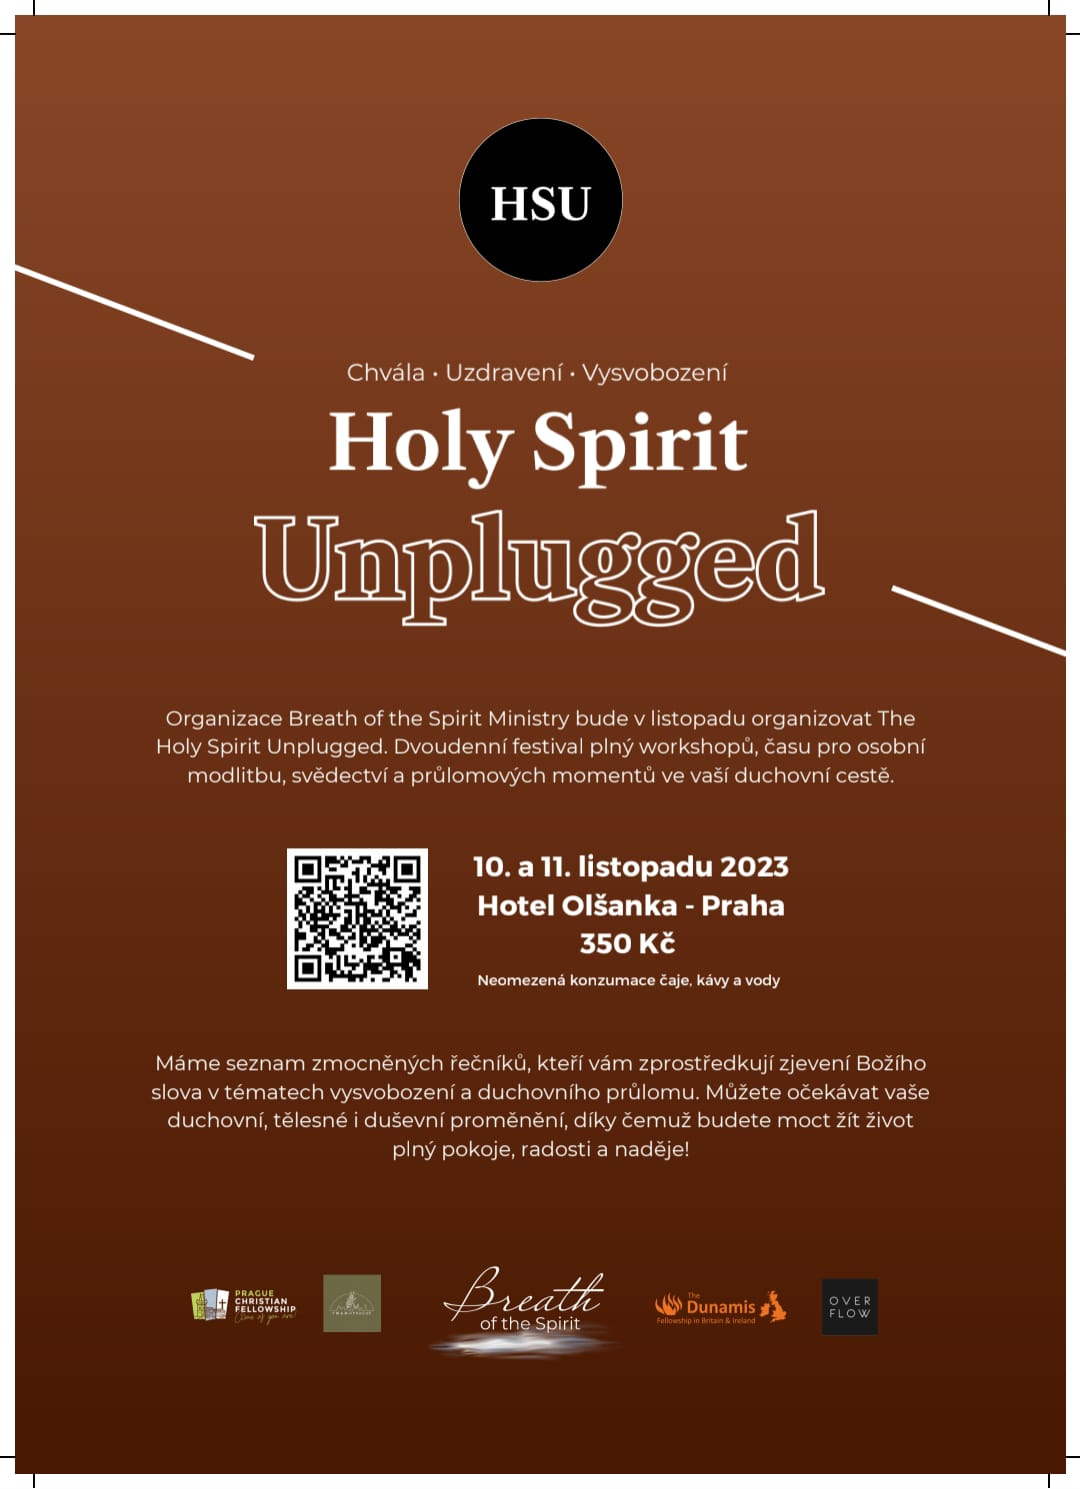 HSU
Chvála • Uzdravení • Vysvobození
Holy Spirit
Unplugged
Organizace Breath of the Spirit Ministry bude v listopadu organizovat The
Holy Spirit Unplugged. Dvoudenní festival plný workshopů, času pro osobní
modlitbu, svědectví a průlomových momentů ve vaší duchovní cestě.
10. a 11. listopadu 2023
Hotel Olšanka - Praha
350 Kč
Neomezená konzumace čaje, kávy a vody
Máme seznam zmocněných řečníků, kteří vám zprostředkují zjevení Božího
slova v tématech vysvobození a duchovního průlomu. Můžete očekávat vaše
duchovní, tělesné i duševní proměnění, díky čemuž budete moct žít život
plný pokoje, radosti a naděje!
PRAGUE
CHRISTIAN
FELLOWSHIP
Come as you are!
Breath
of the Spirit
The
Dunamis
Fellowship in Britain & Ireland
OVER
FLOW